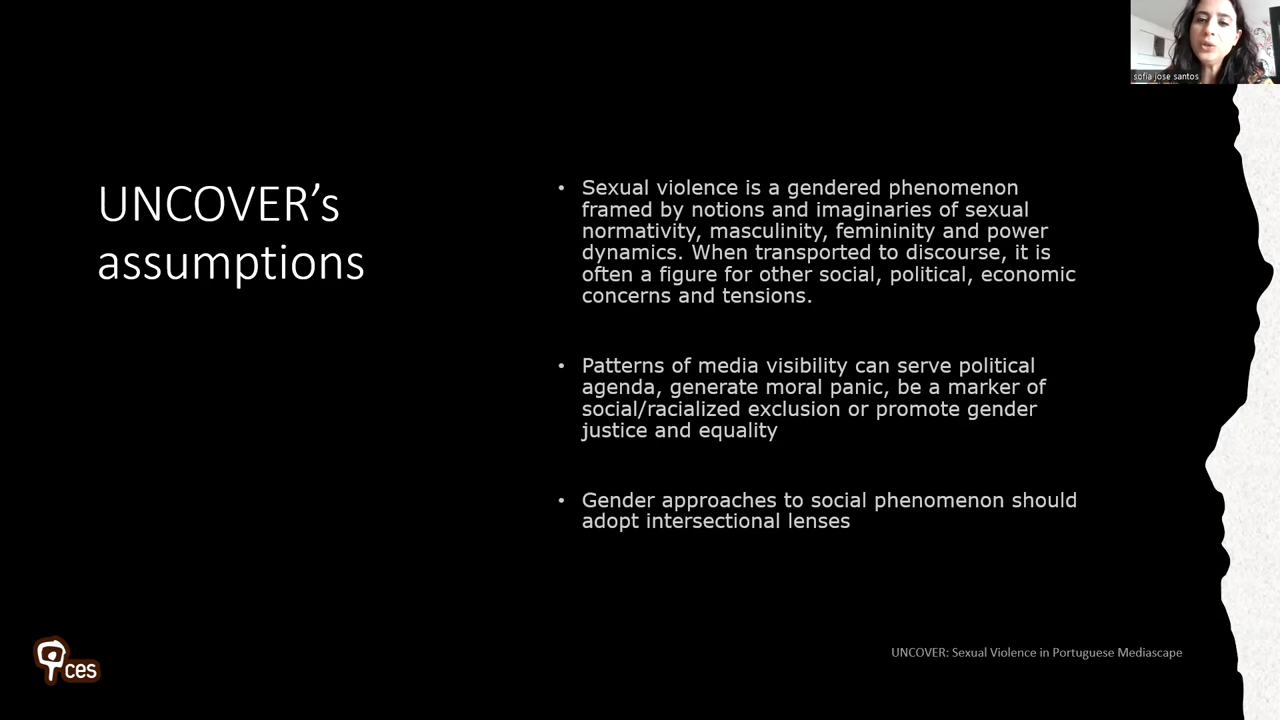 sofia jose santos
UNCOVER's
assumptions
• Sexual violence is a gendered phenomenon
framed by notions and imaginaries of sexual
normativity, masculinity, femininity and power
dynamics. When transported to discourse, it is
often a figure for other social, political, economic
concerns and tensions.
• Patterns of media visibility can serve political
agenda, generate moral panic, be a marker of
social/racialized exclusion or promote gender
justice and equality
• Gender approaches to social phenomenon should
adopt intersectional lenses
ces
UNCOVER: Sexual Violence in Portuguese Mediascape